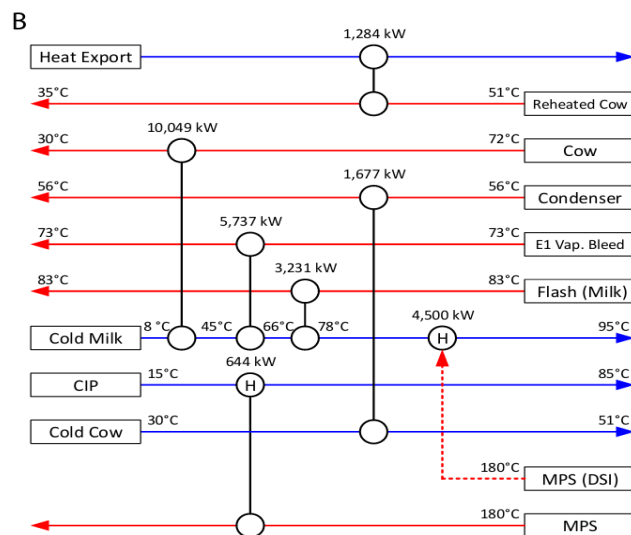 B
1,284 kW
Heat Export
35°C
51°C
Reheated Cow
10,049 kW
30°C
72°C
Cow
1,677 kW
56°C
56°C
Condenser
5,737 kW
73°C
73°C
E1 Vap. Bleed
3,231 kW
83°C
83°C
Flash (Milk)
4,500 kW
Cold Milk
8 °C
45°C
66°C
78°C
H
95°C
644 kW
CIP
15°C
H
85°C
Cold Cow
30°C
51°C
180°C
MPS (DSI)
180°C
MPS